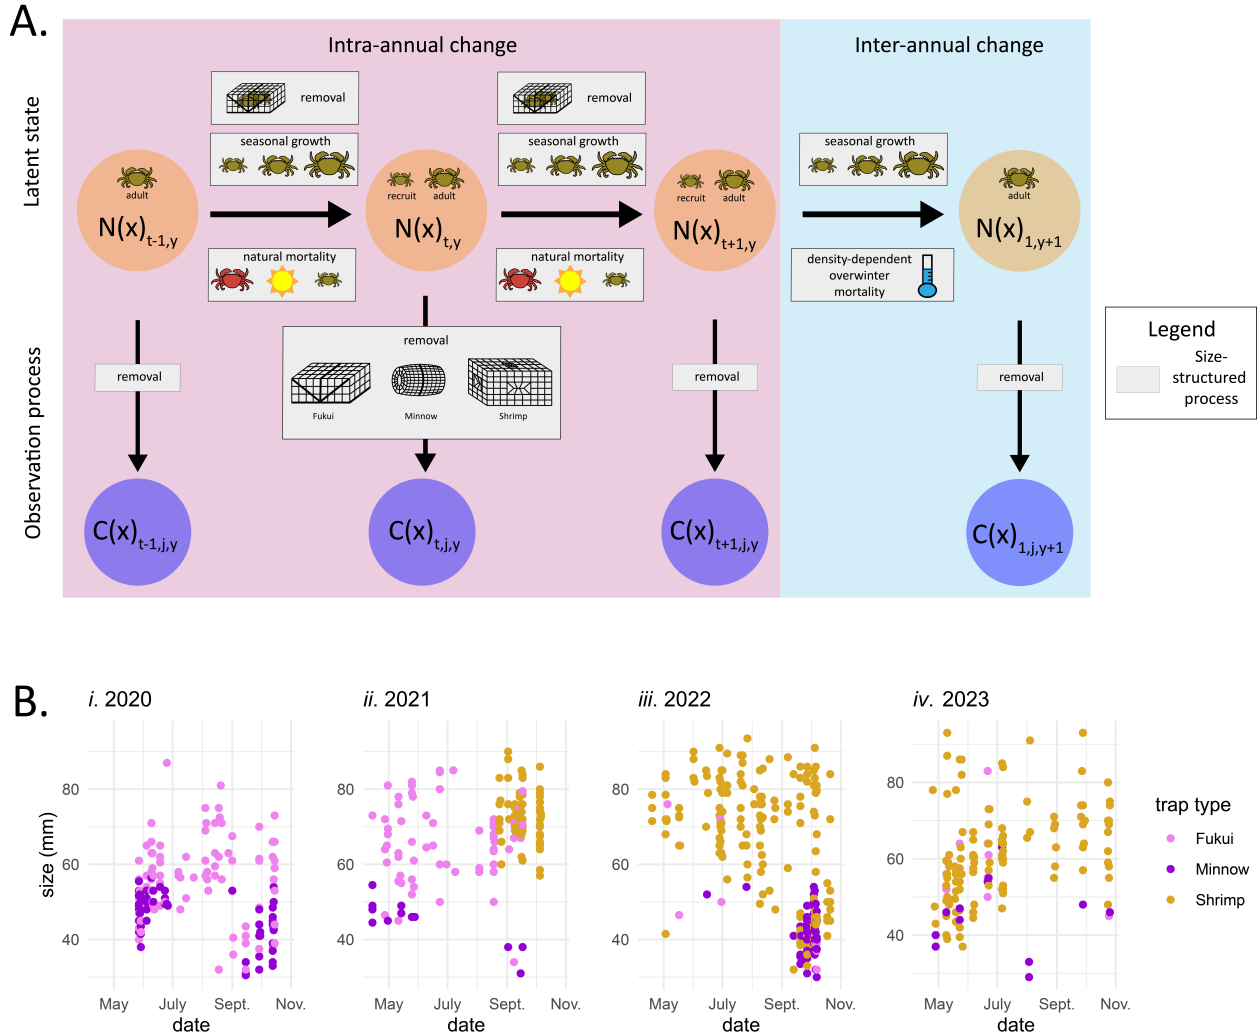 A.
Intra-annual change
Inter-annual change
Latent state
removal
removal
seasonal growth
seasonal growth
seasonal growth
adult
recruit adult
recruit adult
adult
N(x)t-1,y
N(x)t,y
N(x)t+1,y
N(x)1,y+1
natural mortality
natural mortality
density-dependent
overwinter
mortality
Observation process
removal
removal
Fukui
Minnow
Shrimp
removal
removal
Legend
Size-
structured
process
C(x)t-1,j,y
C(x)t,j,y
C(x)t+1,j,y
C(x)1,j,y+1
B.
i. 2020
ii. 2021
iii. 2022
iv. 2023
size (mm)
80
60
40
May July Sept. Nov.
date
80
60
40
May July Sept. Nov.
date
80
60
40
May July Sept. Nov.
date
80
60
40
May July Sept. Nov.
date
trap type
Fukui
Minnow
Shrimp